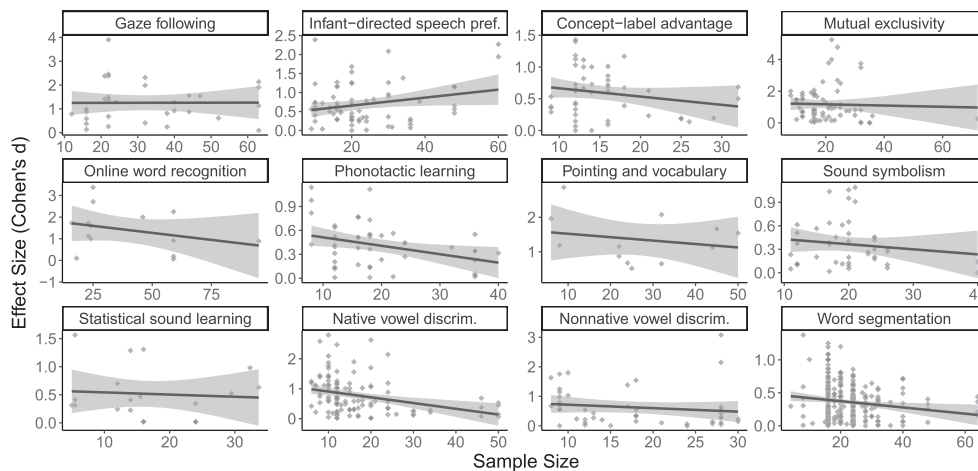 Gaze following
Infant-directed speech pref.
Concept-label advantage
Mutual exclusivity
4
3
2
1
0
10 20 30 40 50 60
2.5
2.0
1.5
1.0
0.5
0.0
20 40 60
1.5
1.0
0.5
0.0
10 15 20 25 30
4
2
0
20 40 60
Online word recognition
Phonotactic learning
Pointing and vocabulary
Sound symbolism
3
2
1
0
−1
25 50 75
0.9
0.6
0.3
0.0
10 20 30 40
2
1
10 20 30 40 50
0.9
0.6
0.3
0.0
10 20 30 40
Statistical sound learning
Native vowel discrim.
Nonnative vowel discrim.
Word segmentation
1.5
1.0
0.5
0.0
10 20 30
2
1
0
10 20 30 40 50
3
2
1
0
10 15 20 25 30
1.0
0.5
0.0
20 40 60
Effect Size (Cohen's d)
Sample Size